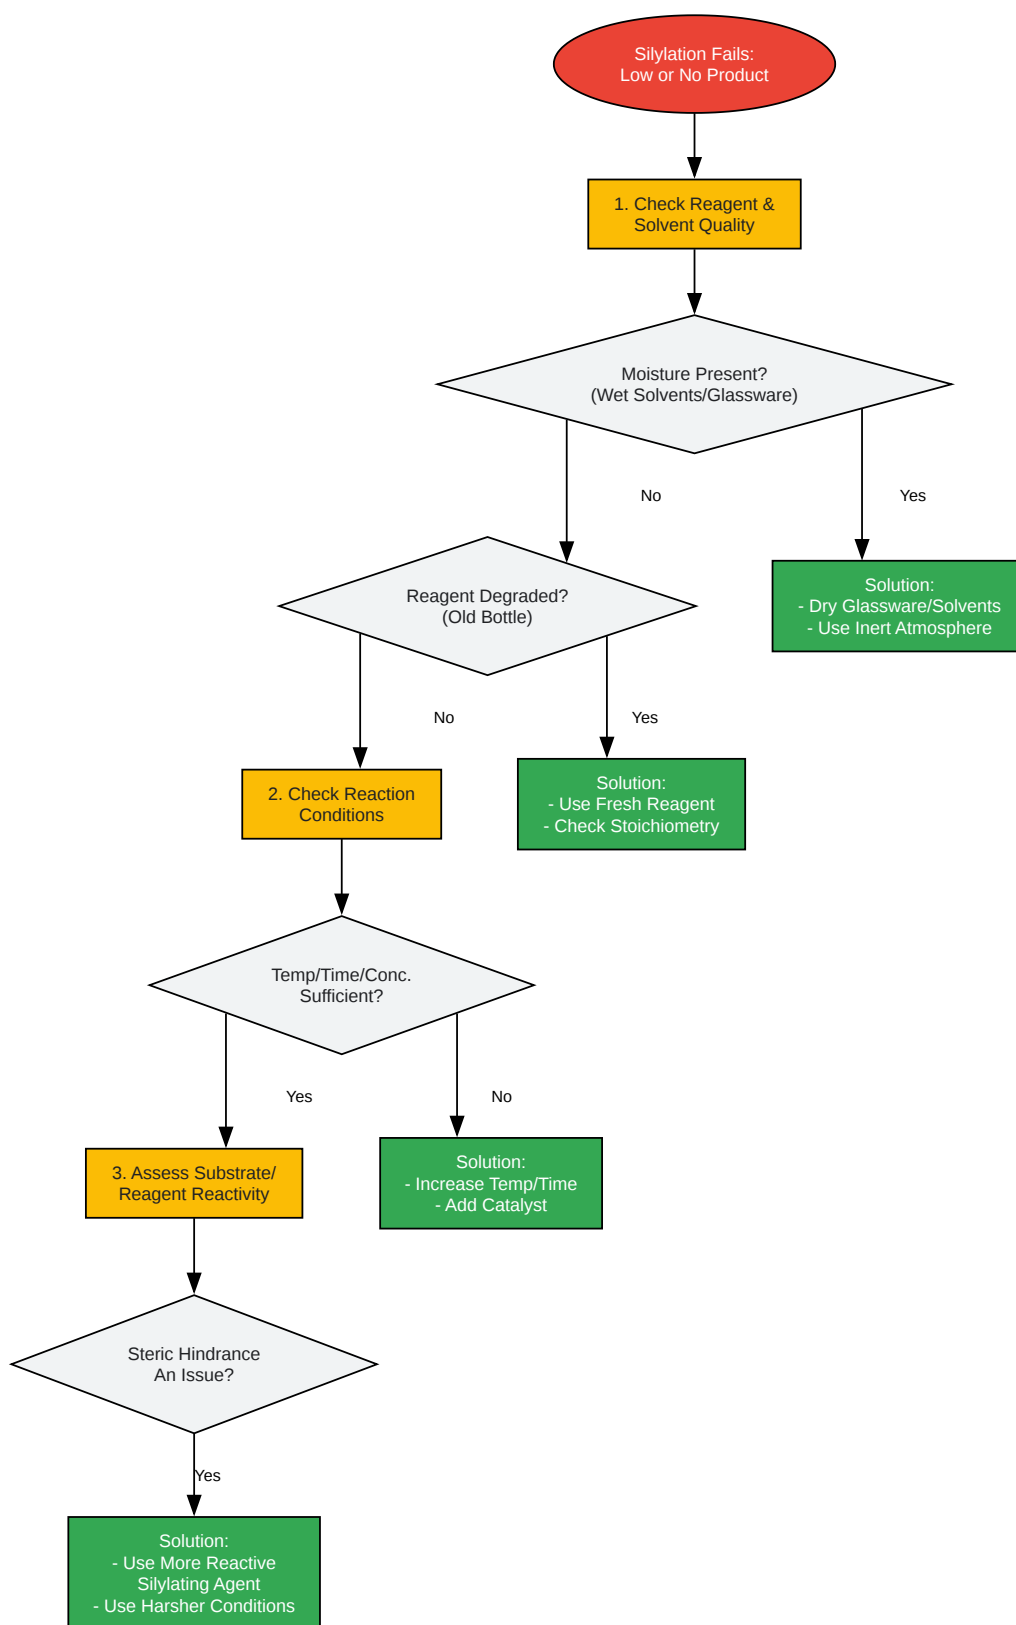 Silylation Fails:
Low or No Product
1. Check Reagent &
Solvent Quality
Moisture Present?
(Wet Solvents/Glassware)
No
Yes
Reagent Degraded?
(Old Bottle)
Solution:
- Dry Glassware/Solvents
- Use Inert Atmosphere
No
Yes
2. Check Reaction
Conditions
Solution:
- Use Fresh Reagent
- Check Stoichiometry
Temp/Time/Conc.
Sufficient?
Yes
No
3. Assess Substrate/
Reagent Reactivity
Solution:
- Increase Temp/Time
- Add Catalyst
Steric Hindrance
An Issue?
Yes
Solution:
- Use More Reactive
Silylating Agent
- Use Harsher Conditions